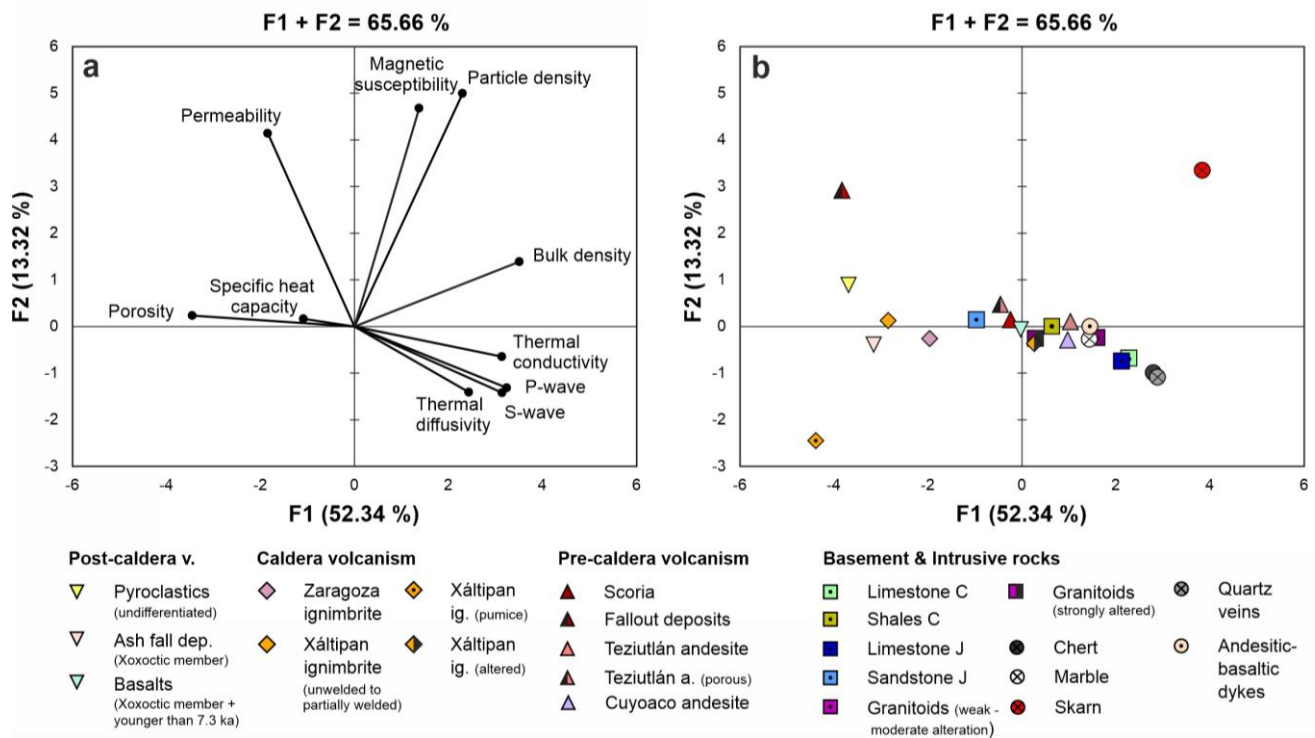 F1 + F2 = 65.66 %
a
6
5
4
3
2
1
0
-1
-2
-3
-6
-4
-2
0
2
4
6
F2 (13.32 %)
F1 (52.34 %)
Magnetic
susceptibility
Particle density
Permeability
Bulk density
Specific heat
capacity
Porosity
Thermal
conductivity
P-wave
S-wave
Thermal
diffusivity
F1 + F2 = 65.66 %
b
6
5
4
3
2
1
0
-1
-2
-3
-6
-4
-2
0
2
4
6
F2 (13.32 %)
F1 (52.34 %)
Post-caldera v.
Pyroclastics
(undifferentiated)
Ash fall dep.
(Xoxoctic member)
Basalts
(Xoxoctic member +
younger than 7.3 ka)
Caldera volcanism
Zaragoza
ignimbrite
Xáltipan
ignimbrite
(unwelded to
partially welded)
Xáltipan
ig. (pumice)
Xáltipan
ig. (altered)
Pre-caldera volcanism
Scoria
Fallout deposits
Teziutlán andesite
Teziutlán a. (porous)
Cuyoaco andesite
Basement & Intrusive rocks
Limestone C
Shales C
Limestone J
Sandstone J
Granitoids (weak -
moderate alteration)
Granitoids
(strongly altered)
Chert
Marble
Skarn
Quartz
veins
Andesitic-
basaltic
dykes